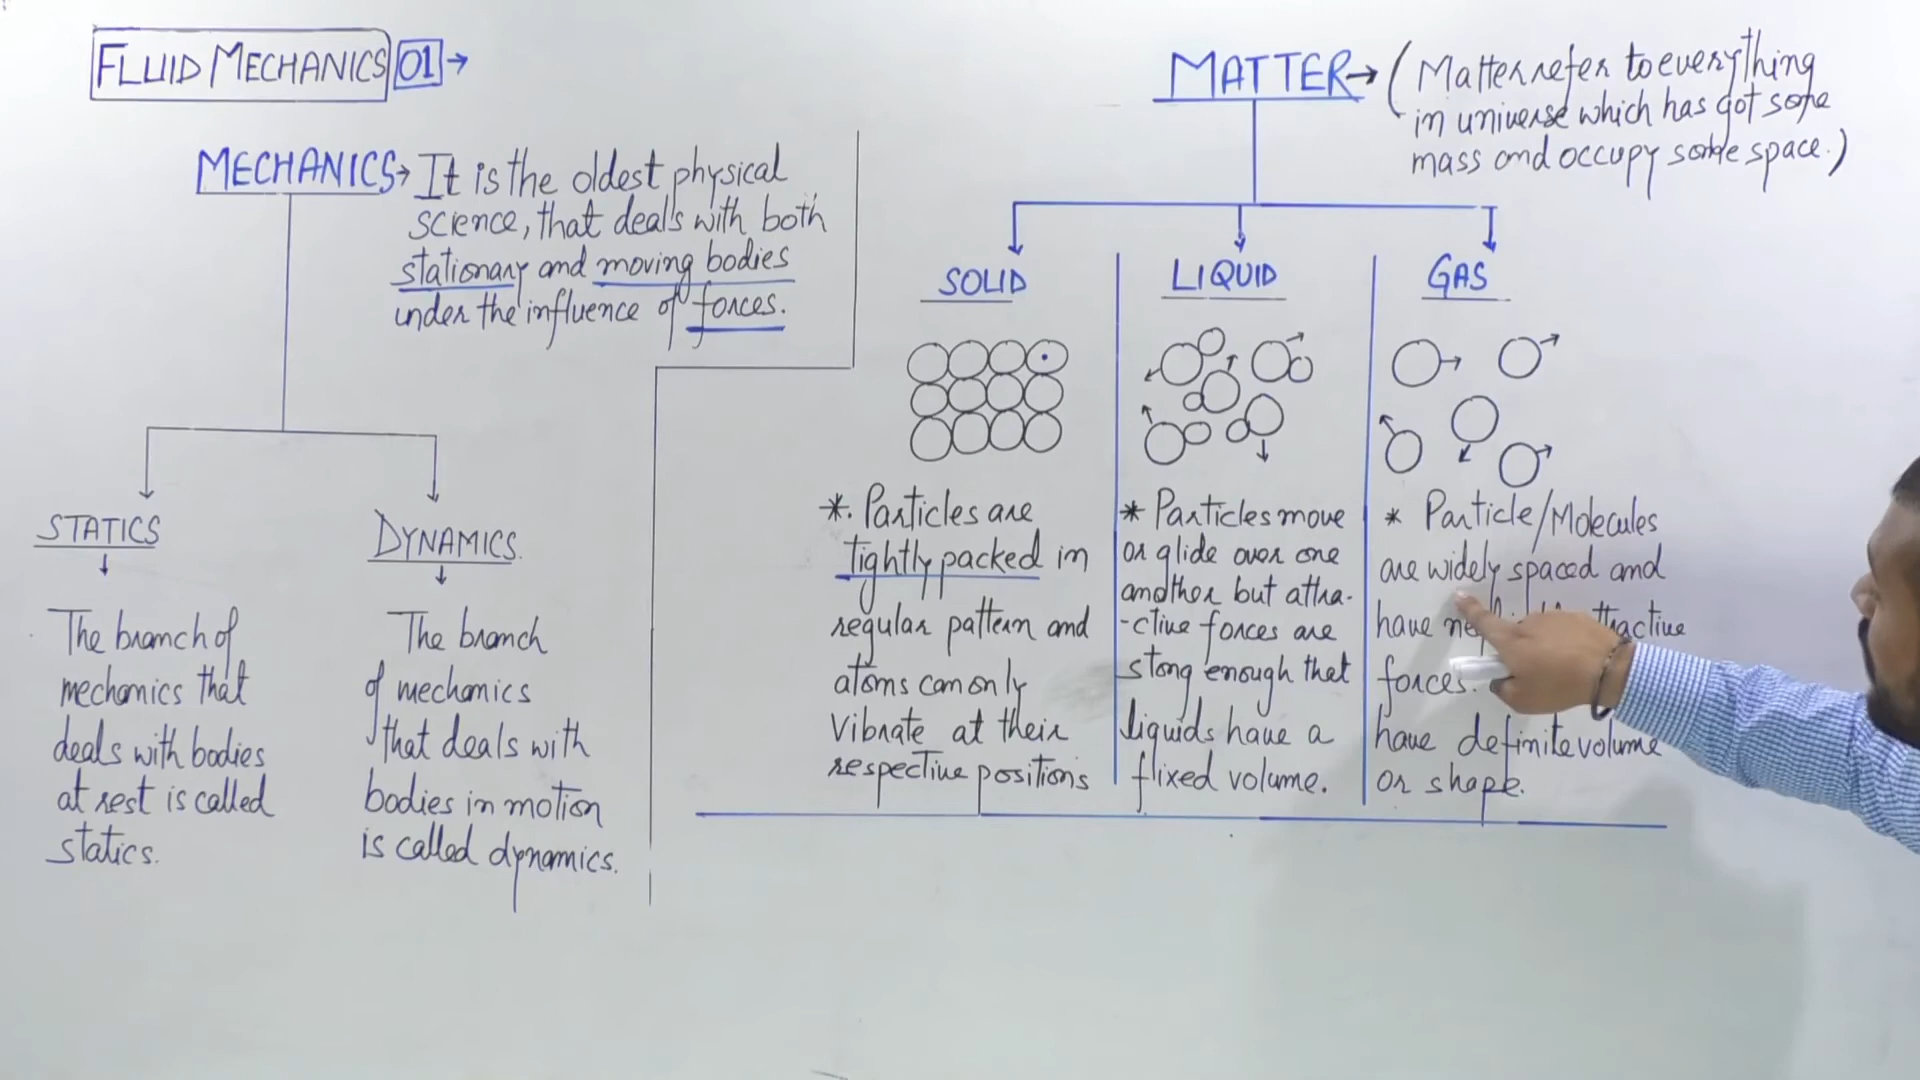 FLUID MECHANICS 01 →
MECHANICS → It is the oldest physical
science, that deals with both
stationary and moving bodies
under the influence of forces.
STATICS
The branch of
mechanics that
deals with bodies
at rest is called
statics.
DYNAMICS.
The branch
of mechanics
that deals with
bodies in motion
is called dynamics.
MATTER → (Matter refer to everything
in universe which has got some
mass and occupy some space.)
SOLID
*. Particles are
tightly packed in
regular pattern and
atoms can only
vibrate at their
respective positions
LIQUID
* Particles move
or glide over one
another but attra-
-ctive forces are
stong enough that
liquids have a
flixed volume.
GAS
* Particle/Molecules
are widely spaced and
have
forces.
have definite volume
or shape.